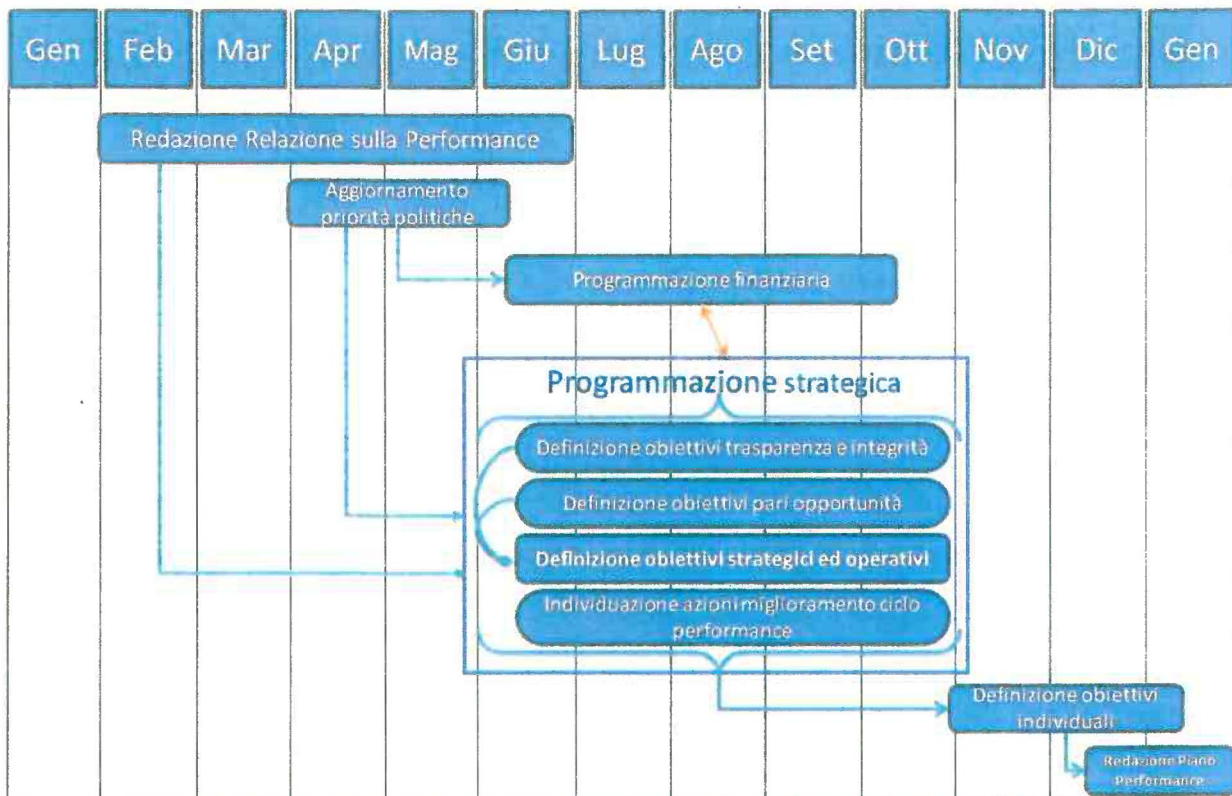 Gen Feb Mar Apr Mag Giu Lug Ago Set Ott Nov Dic Gen
Redazione Relazione sulla Performance
Aggiornamento
priorità politiche
Programmazione finanziaria
Programmazione strategica
Definizione obiettivi trasparenza e integrità
Definizione obiettivi pari opportunità
Definizione obiettivi strategici ed operativi
Individuazione azioni miglioramento ciclo
performance
Definizione obiettivi
individuali
Redazione Piano
Performance